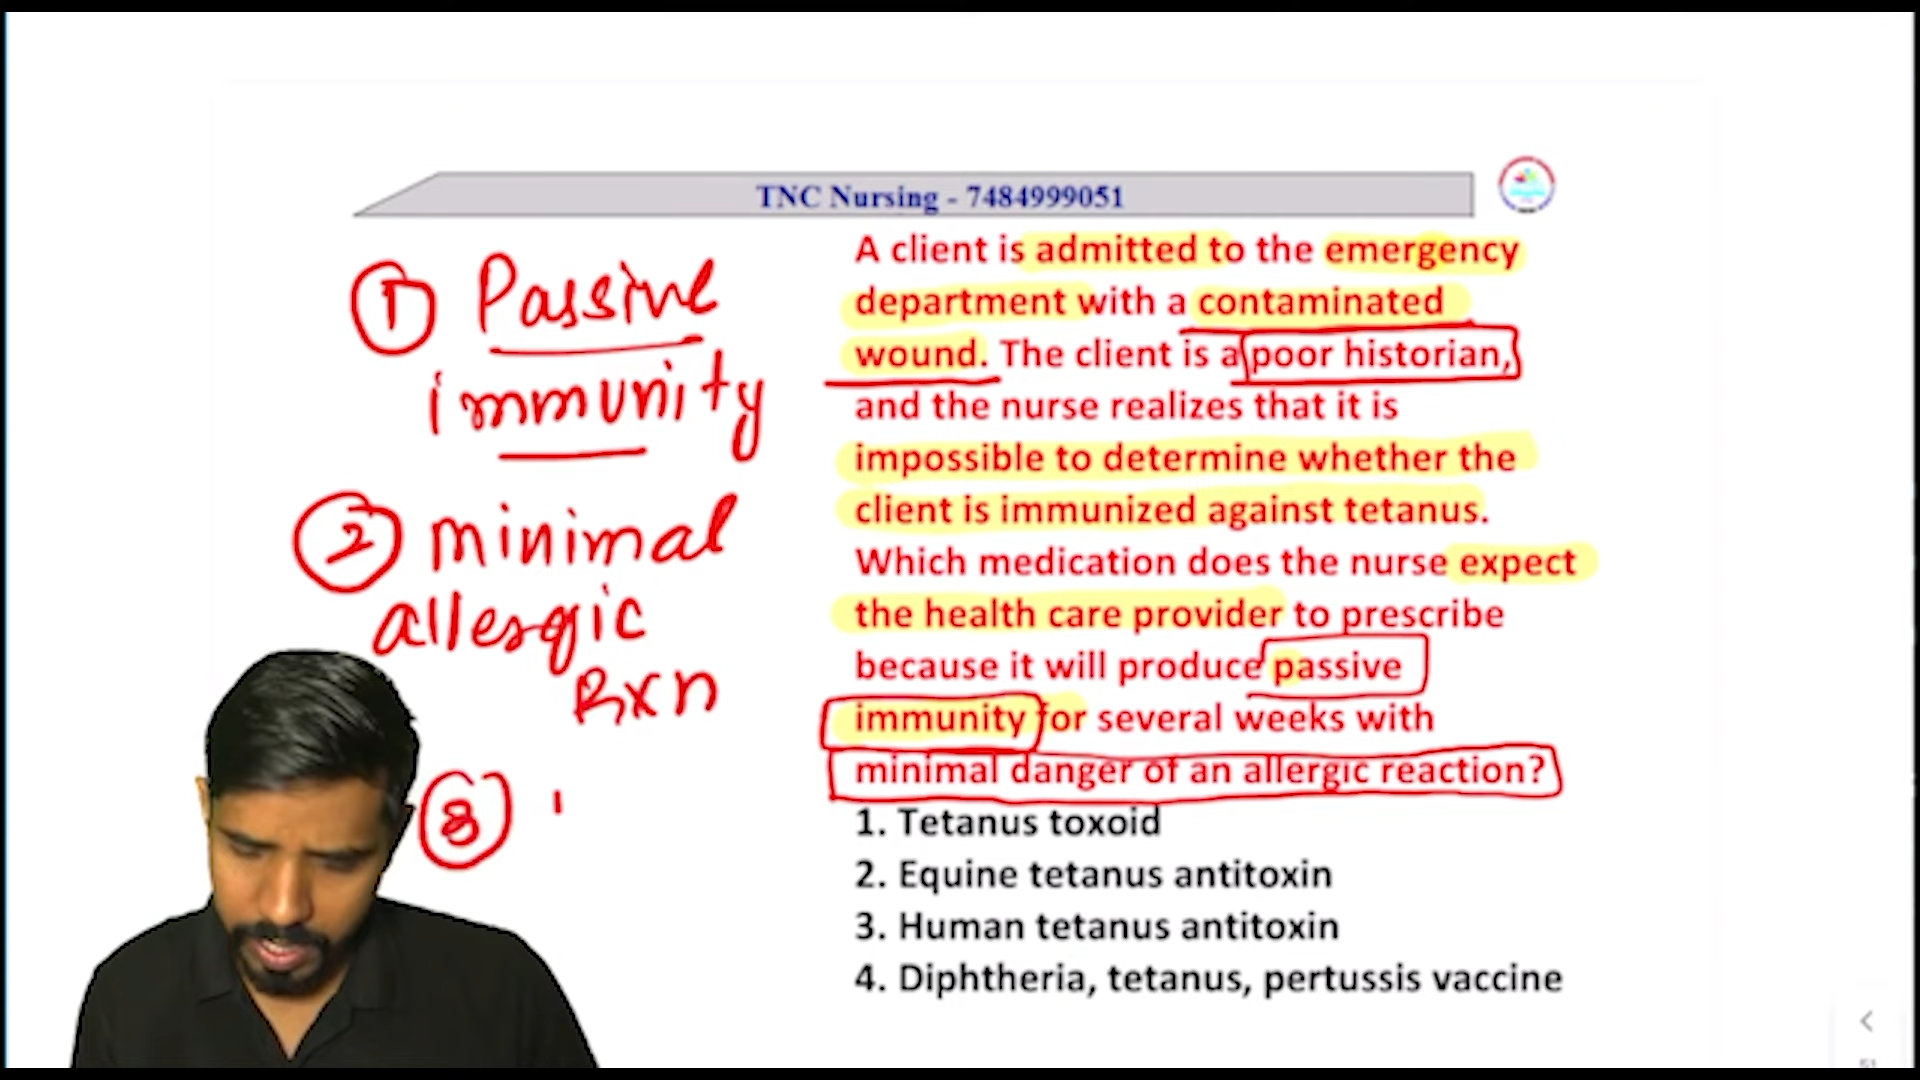 TNC Nursing - 7484999051
① Passive
immunity
② minimal
allergic
Rxn
③
A client is admitted to the emergency
department with a contaminated
wound. The client is a poor historian,
and the nurse realizes that it is
impossible to determine whether the
client is immunized against tetanus.
Which medication does the nurse expect
the health care provider to prescribe
because it will produce passive
immunity for several weeks with
minimal danger of an allergic reaction?
1. Tetanus toxoid
2. Equine tetanus antitoxin
3. Human tetanus antitoxin
4. Diphtheria, tetanus, pertussis vaccine